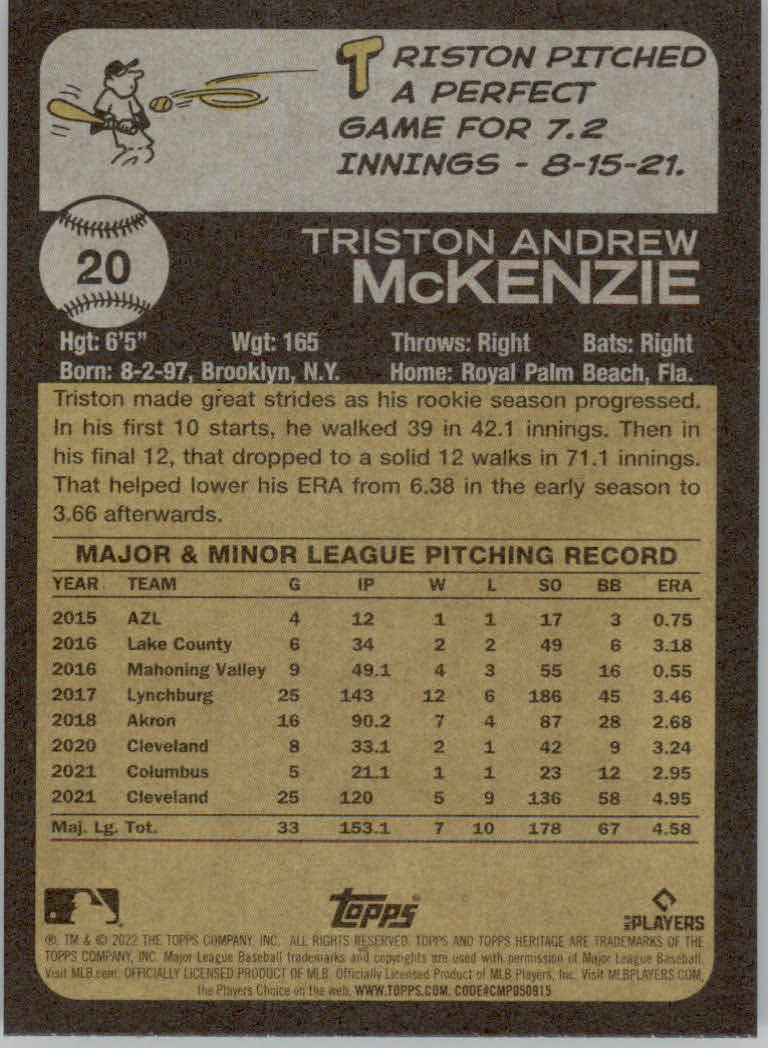 TRISTON PITCHED
A PERFECT
GAME FOR 7.2
INNINGS - 8-15-21.
20
TRISTON ANDREW
McKENZIE
Hgt: 6'5" Wgt: 165 Throws: Right Bats: Right
Born: 8-2-97, Brooklyn, N.Y. Home: Royal Palm Beach, Fla.
Triston made great strides as his rookie season progressed.
In his first 10 starts, he walked 39 in 42.1 innings. Then in
his final 12, that dropped to a solid 12 walks in 71.1 innings.
That helped lower his ERA from 6.38 in the early season to
3.66 afterwards.
MAJOR & MINOR LEAGUE PITCHING RECORD
YEAR TEAM G IP W L SO BB ERA
2015 AZL 4 12 1 1 17 3 0.75
2016 Lake County 6 34 2 2 49 6 3.18
2016 Mahoning Valley 9 49.1 4 3 55 16 0.55
2017 Lynchburg 25 143 12 6 186 45 3.46
2018 Akron 16 90.2 7 4 87 28 2.68
2020 Cleveland 8 33.1 2 1 42 9 3.24
2021 Columbus 5 21.1 1 1 23 12 2.95
2021 Cleveland 25 120 5 9 136 58 4.95
Maj. Lg. Tot. 33 153.1 7 10 178 67 4.58
Topps
MLB PLAYERS
®, TM & © 2022 THE TOPPS COMPANY, INC. ALL RIGHTS RESERVED. TOPPS AND TOPPS HERITAGE ARE TRADEMARKS OF THE
TOPPS COMPANY, INC. Major League Baseball trademarks and copyrights are used with permission of Major League Baseball.
Visit MLB.com. OFFICIALLY LICENSED PRODUCT OF MLB. Officially Licensed Product of MLB Players, Inc. Visit MLBPLAYERS.COM,
the Players Choice on the web. WWW.TOPPS.COM. CODE#CMP050815